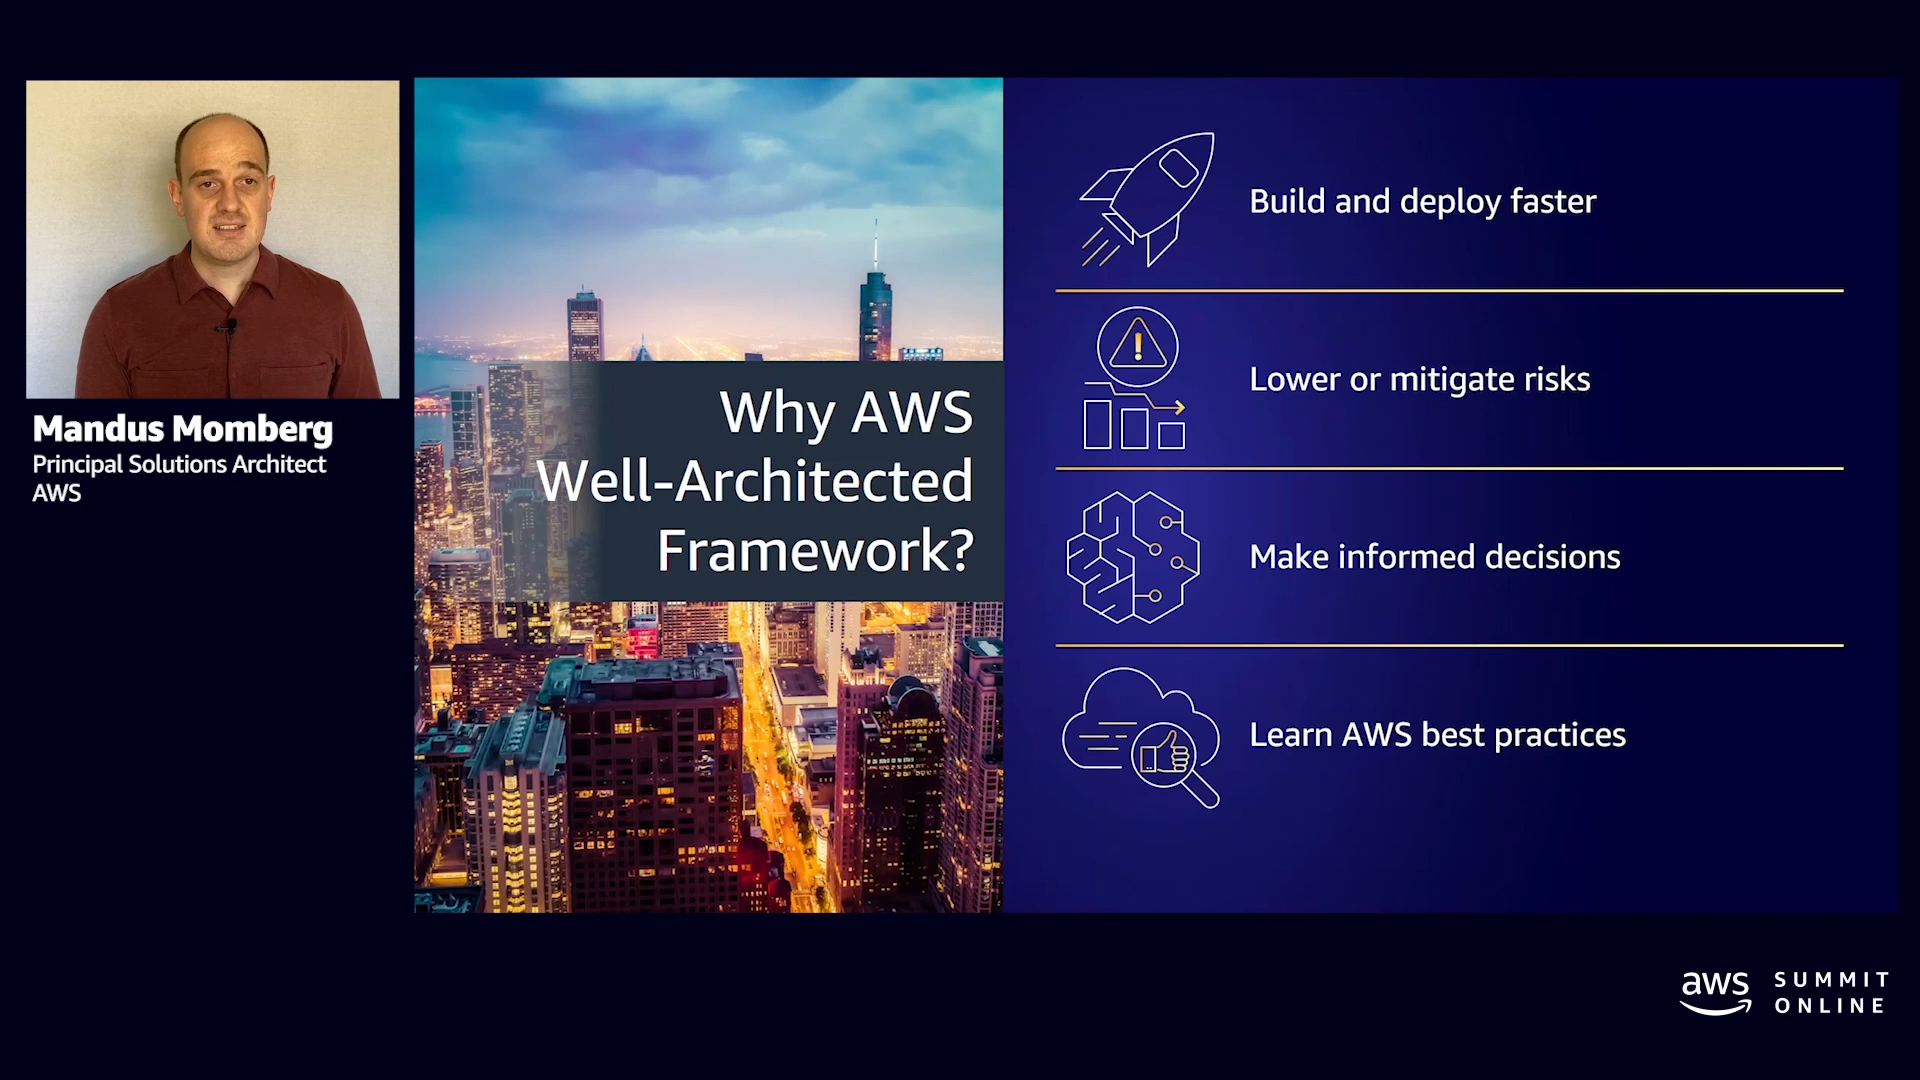 Mandus Momberg
Principal Solutions Architect
AWS
Why AWS
Well-Architected
Framework?
Build and deploy faster
Lower or mitigate risks
Make informed decisions
Learn AWS best practices
aws SUMMIT
ONLINE